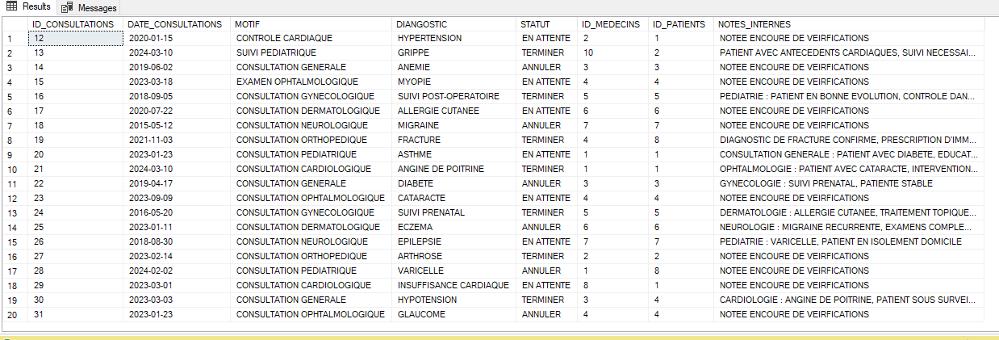 Results Messages
ID_CONSULTATIONS DATE_CONSULTATIONS MOTIF DIANGOSTIC STATUT ID_MEDECINS ID_PATIENTS NOTES_INTERNES
1 12 2020-01-15 CONTROLE CARDIAQUE HYPERTENSION EN ATTENTE 2 1 NOTEE ENCOURE DE VEIRFICATIONS
2 13 2024-03-10 SUIVI PEDIATRIQUE GRIPPE TERMINER 10 2 PATIENT AVEC ANTECEDENTS CARDIAQUES, SUIVI NECESSAI...
3 14 2019-06-02 CONSULTATION GENERALE ANEMIE ANNULER 3 3 NOTEE ENCOURE DE VEIRFICATIONS
4 15 2023-03-18 EXAMEN OPHTALMOLOGIQUE MYOPIE EN ATTENTE 4 4 NOTEE ENCOURE DE VEIRFICATIONS
5 16 2018-09-05 CONSULTATION GYNECOLOGIQUE SUIVI POST-OPERATOIRE TERMINER 5 5 PEDIATRIE : PATIENT EN BONNE EVOLUTION, CONTROLE DAN...
6 17 2020-07-22 CONSULTATION DERMATOLOGIQUE ALLERGIE CUTANEE EN ATTENTE 6 6 NOTEE ENCOURE DE VEIRFICATIONS
7 18 2015-05-12 CONSULTATION NEUROLOGIQUE MIGRAINE ANNULER 7 7 NOTEE ENCOURE DE VEIRFICATIONS
8 19 2021-11-03 CONSULTATION ORTHOPEDIQUE FRACTURE TERMINER 4 8 DIAGNOSTIC DE FRACTURE CONFIRME, PRESCRIPTION D'IMM...
9 20 2023-01-23 CONSULTATION PEDIATRIQUE ASTHME EN ATTENTE 1 1 CONSULTATION GENERALE : PATIENT AVEC DIABETE, EDUCAT...
10 21 2024-03-10 CONSULTATION CARDIOLOGIQUE ANGINE DE POITRINE TERMINER 1 1 OPHTALMOLOGIE : PATIENT AVEC CATARACTE, INTERVENTION...
11 22 2019-04-17 CONSULTATION GENERALE DIABETE ANNULER 3 3 GYNECOLOGIE : SUIVI PRENATAL, PATIENTE STABLE
12 23 2023-09-09 CONSULTATION OPHTALMOLOGIQUE CATARACTE EN ATTENTE 4 4 NOTEE ENCOURE DE VEIRFICATIONS
13 24 2016-05-20 CONSULTATION GYNECOLOGIQUE SUIVI PRENATAL TERMINER 5 5 DERMATOLOGIE : ALLERGIE CUTANEE, TRAITEMENT TOPIQUE...
14 25 2023-01-11 CONSULTATION DERMATOLOGIQUE ECZEMA ANNULER 6 6 NEUROLOGIE : MIGRAINE RECURRENTE, EXAMENS COMPLE...
15 26 2018-08-30 CONSULTATION NEUROLOGIQUE EPILEPSIE EN ATTENTE 7 7 PEDIATRIE : VARICELLE, PATIENT EN ISOLEMENT DOMICILE
16 27 2023-02-14 CONSULTATION ORTHOPEDIQUE ARTHROSE TERMINER 2 2 NOTEE ENCOURE DE VEIRFICATIONS
17 28 2024-02-02 CONSULTATION PEDIATRIQUE VARICELLE ANNULER 1 8 NOTEE ENCOURE DE VEIRFICATIONS
18 29 2023-03-01 CONSULTATION CARDIOLOGIQUE INSUFFISANCE CARDIAQUE EN ATTENTE 8 1 NOTEE ENCOURE DE VEIRFICATIONS
19 30 2023-03-03 CONSULTATION GENERALE HYPOTENSION TERMINER 3 4 CARDIOLOGIE : ANGINE DE POITRINE, PATIENT SOUS SURVEI...
20 31 2023-01-23 CONSULTATION OPHTALMOLOGIQUE GLAUCOME ANNULER 4 4 NOTEE ENCOURE DE VEIRFICATIONS